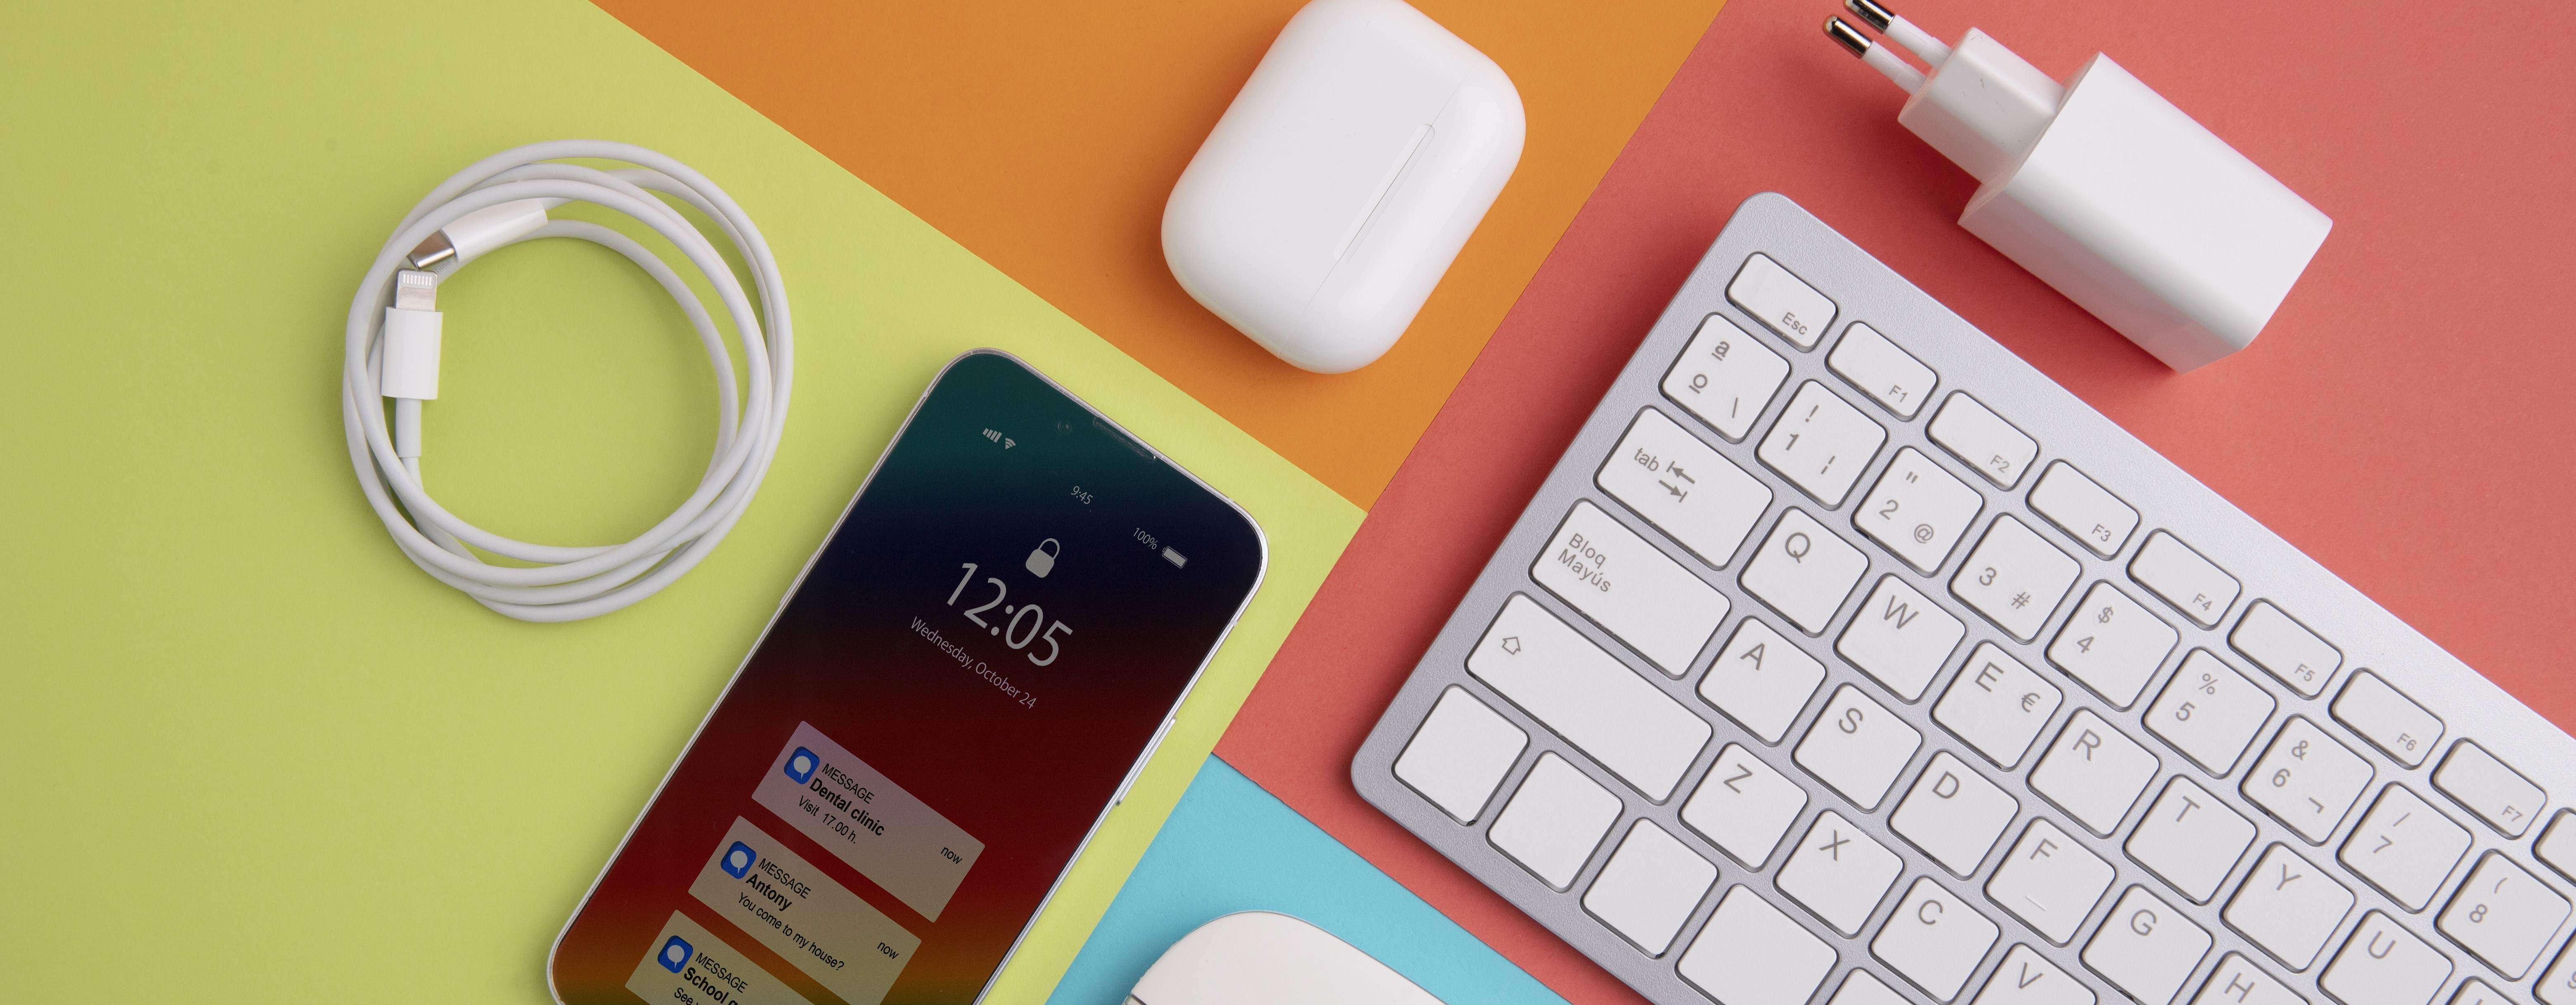 9:45
100%
12:05
Wednesday, October 24
MESSAGE
Dental clinic
Visit 17.00 h.
now
MESSAGE
Antony
You come to my house?
now
MESSAGE
School
See
Esc
F1
F2
F3
F4
F5
F6
F7
ª
º \
!
1 ¡
"
2 @
3 #
$
4
%
5
&
6 ¬
/
7
(
8
tab
Q
W
E €
R
T
Y
U
Bloq
Mayús
A
S
D
F
G
H
Z
X
C
V